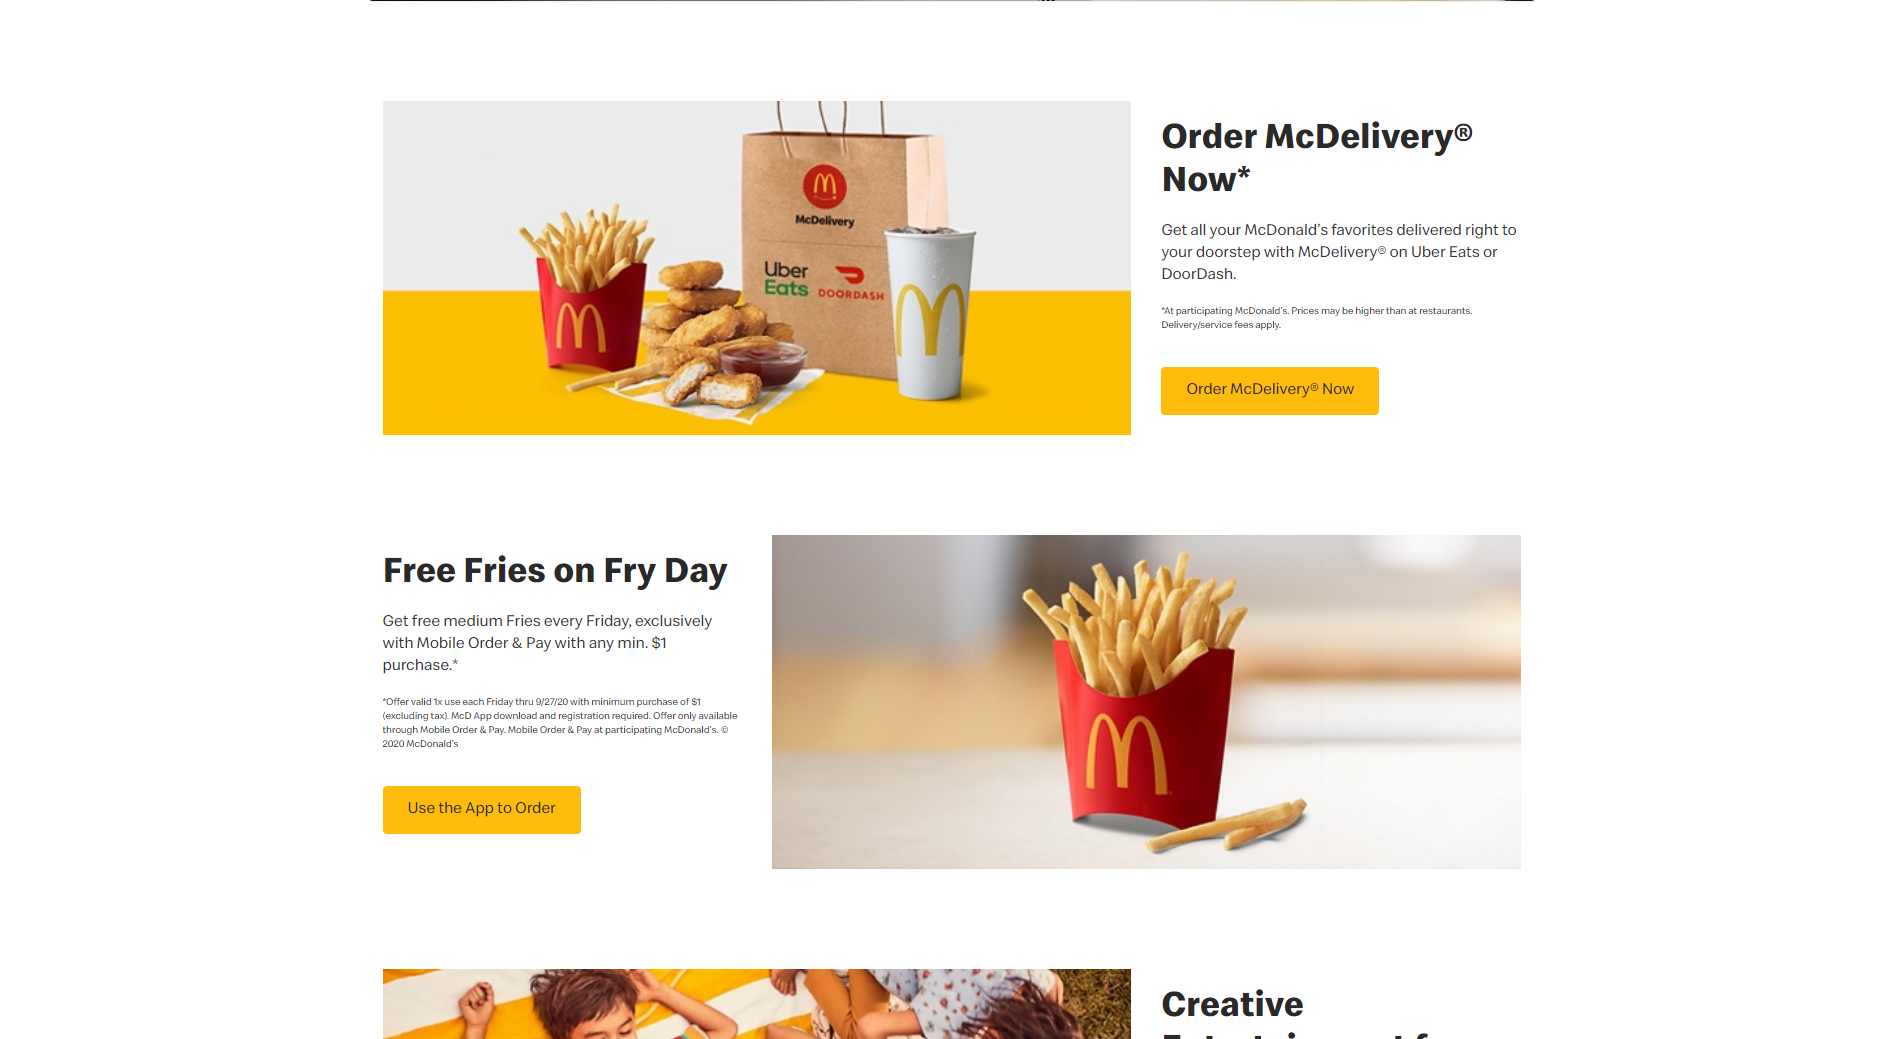 McDelivery
Uber
Eats
DOORDASH
Order McDelivery®
Now*
Get all your McDonald's favorites delivered right to
your doorstep with McDelivery® on Uber Eats or
DoorDash.
*At participating McDonald's. Prices may be higher than at restaurants.
Delivery/service fees apply.
Order McDelivery® Now
Free Fries on Fry Day
Get free medium Fries every Friday, exclusively
with Mobile Order & Pay with any min. $1
purchase.*
*Offer valid 1x use each Friday thru 9/27/20 with minimum purchase of $1
(excluding tax). McD App download and registration required. Offer only available
through Mobile Order & Pay. Mobile Order & Pay at participating McDonald's. ©
2020 McDonald's
Use the App to Order
Creative